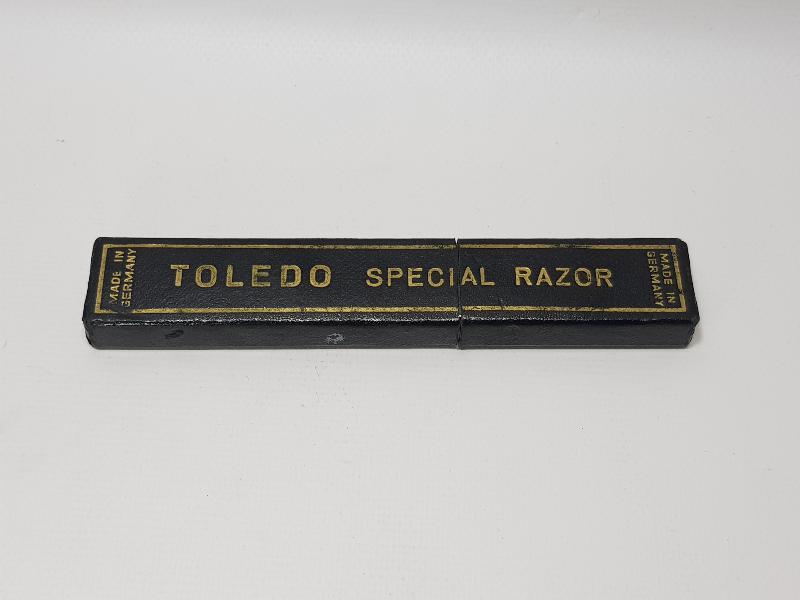 MADE IN
GERMANY
TOLEDO SPECIAL RAZOR
MADE IN
GERMANY